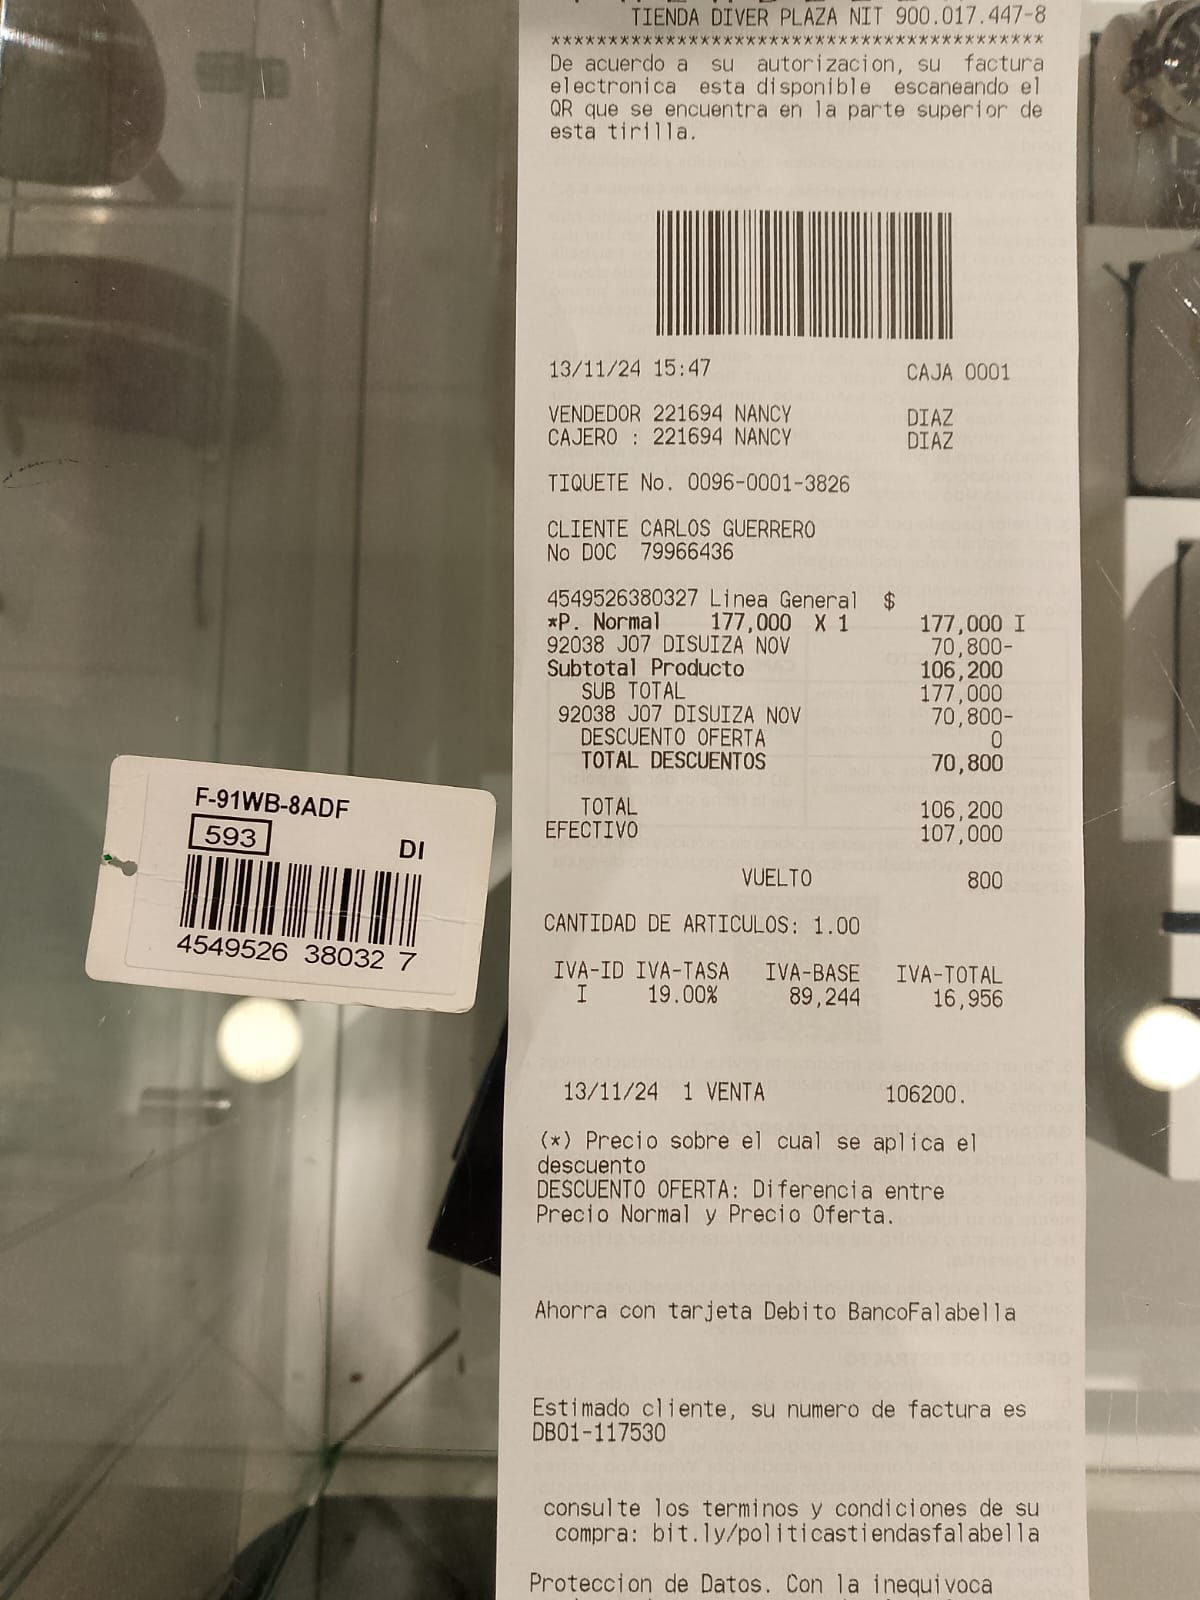 TIENDA DIVER PLAZA NIT 900.017.447-8
*******************************************
De acuerdo a su autorizacion, su factura
electronica esta disponible escaneando el
QR que se encuentra en la parte superior de
esta tirilla.
13/11/24 15:47 CAJA 0001
VENDEDOR 221694 NANCY DIAZ
CAJERO : 221694 NANCY DIAZ
TIQUETE No. 0096-0001-3826
CLIENTE CARLOS GUERRERO
No DOC 79966436
4549526380327 Linea General $
*P. Normal 177,000 X 1 177,000 I
92038 J07 DISUIZA NOV 70,800-
Subtotal Producto 106,200
SUB TOTAL 177,000
92038 J07 DISUIZA NOV 70,800-
DESCUENTO OFERTA 0
TOTAL DESCUENTOS 70,800
TOTAL 106,200
EFECTIVO 107,000
VUELTO 800
CANTIDAD DE ARTICULOS: 1.00
IVA-ID IVA-TASA IVA-BASE IVA-TOTAL
I 19.00% 89,244 16,956
13/11/24 1 VENTA 106200.
(*) Precio sobre el cual se aplica el
descuento
DESCUENTO OFERTA: Diferencia entre
Precio Normal y Precio Oferta.
Ahorra con tarjeta Debito BancoFalabella
Estimado cliente, su numero de factura es
DB01-117530
consulte los terminos y condiciones de su
compra: bit.ly/politicastiendasfalabella
Proteccion de Datos. Con la inequivoca
F-91WB-8ADF
593
DI
4549526 38032 7